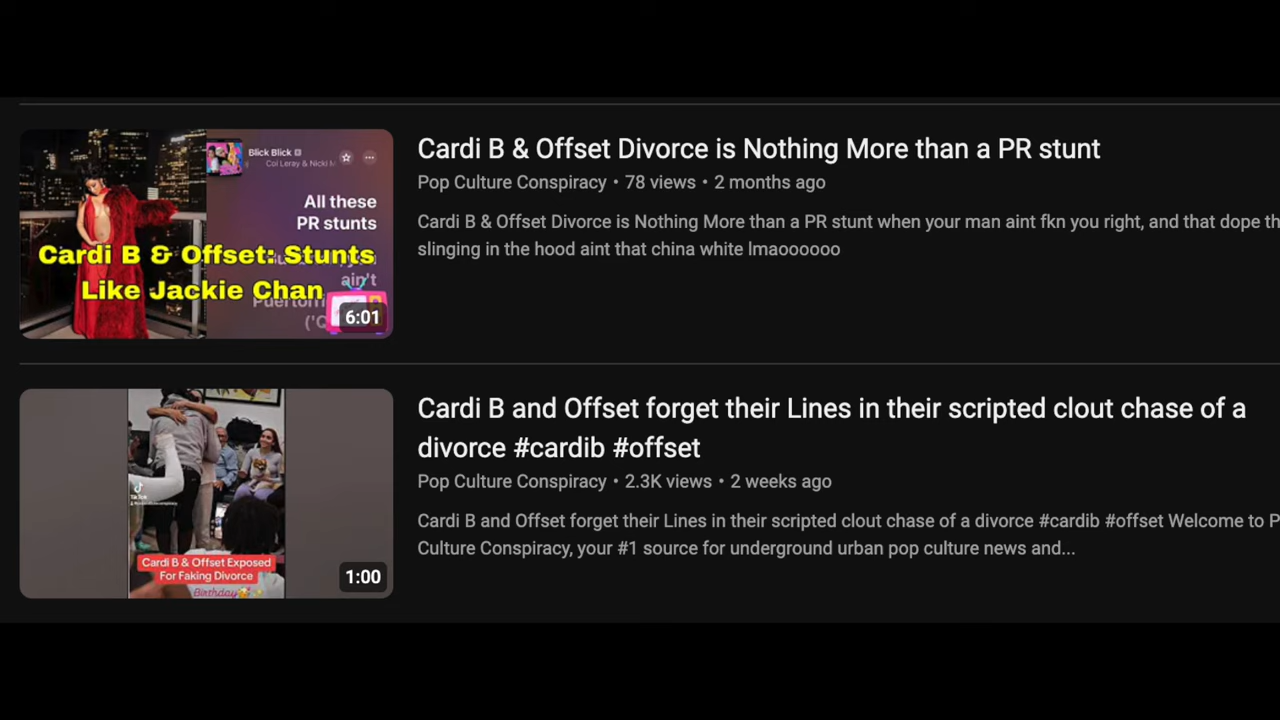 Blick Blick
Coi Leray & Nicki M
All these
PR stunts
Cardi B & Offset: Stunts
ain't
Like Jackie Chan
6:01
Cardi B & Offset Divorce is Nothing More than a PR stunt
Pop Culture Conspiracy • 78 views • 2 months ago
Cardi B & Offset Divorce is Nothing More than a PR stunt when your man aint fkn you right, and that dope th
slinging in the hood aint that china white lmaoooooo
TikTok
Cardi B & Offset Exposed
For Faking Divorce
Birthday
1:00
Cardi B and Offset forget their Lines in their scripted clout chase of a
divorce #cardib #offset
Pop Culture Conspiracy • 2.3K views • 2 weeks ago
Cardi B and Offset forget their Lines in their scripted clout chase of a divorce #cardib #offset Welcome to P
Culture Conspiracy, your #1 source for underground urban pop culture news and...